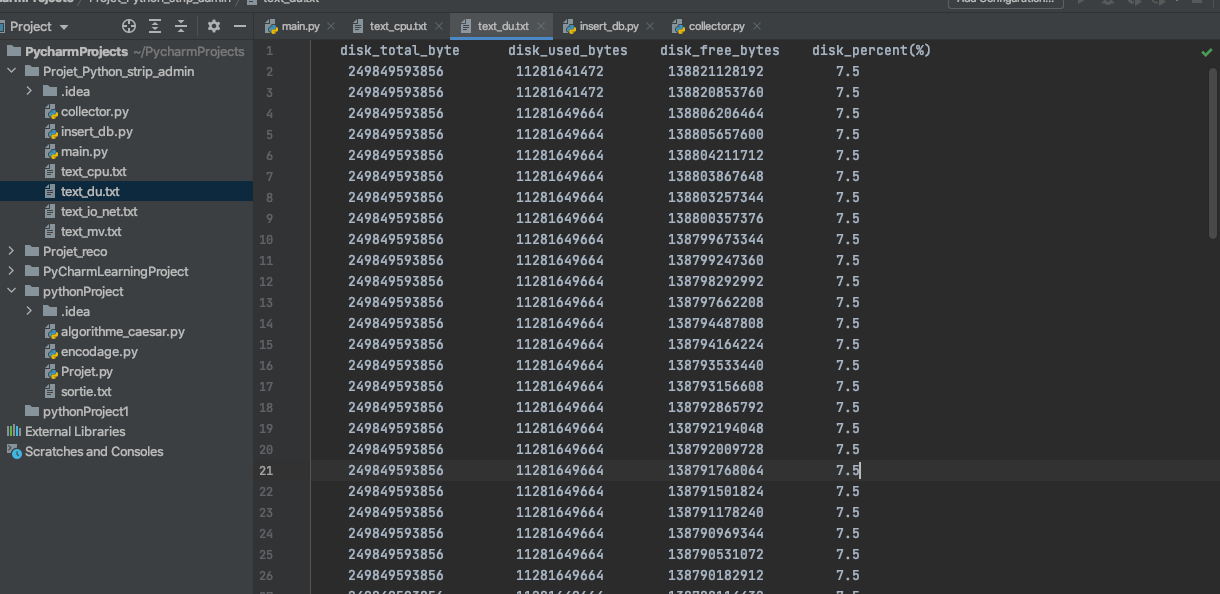 Project
PycharmProjects ~/PycharmProjects
Projet_Python_strip_admin
.idea
collector.py
insert_db.py
main.py
text_cpu.txt
text_du.txt
text_io_net.txt
text_mv.txt
Projet_reco
PyCharmLearningProject
pythonProject
.idea
algorithme_caesar.py
encodage.py
Projet.py
sortie.txt
pythonProject1
External Libraries
Scratches and Consoles
main.py text_cpu.txt text_du.txt insert_db.py collector.py
1 disk_total_byte disk_used_bytes disk_free_bytes disk_percent(%)
2 249849593856 11281641472 138821128192 7.5
3 249849593856 11281641472 138820853760 7.5
4 249849593856 11281649664 138806206464 7.5
5 249849593856 11281649664 138805657600 7.5
6 249849593856 11281649664 138804211712 7.5
7 249849593856 11281649664 138803867648 7.5
8 249849593856 11281649664 138803257344 7.5
9 249849593856 11281649664 138800357376 7.5
10 249849593856 11281649664 138799673344 7.5
11 249849593856 11281649664 138799247360 7.5
12 249849593856 11281649664 138798292992 7.5
13 249849593856 11281649664 138797662208 7.5
14 249849593856 11281649664 138794487808 7.5
15 249849593856 11281649664 138794164224 7.5
16 249849593856 11281649664 138793533440 7.5
17 249849593856 11281649664 138793156608 7.5
18 249849593856 11281649664 138792865792 7.5
19 249849593856 11281649664 138792194048 7.5
20 249849593856 11281649664 138792009728 7.5
21 249849593856 11281649664 138791768064 7.5
22 249849593856 11281649664 138791501824 7.5
23 249849593856 11281649664 138791178240 7.5
24 249849593856 11281649664 138790969344 7.5
25 249849593856 11281649664 138790531072 7.5
26 249849593856 11281649664 138790182912 7.5